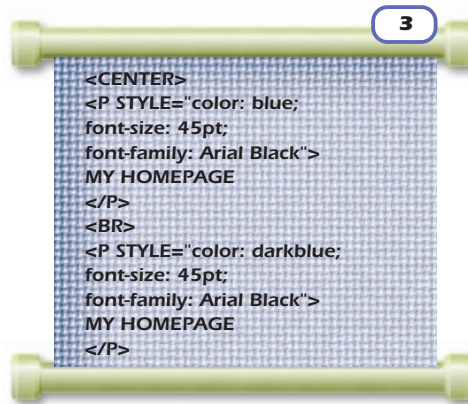 3
<CENTER>
<P STYLE="color: blue;
font-size: 45pt;
font-family: Arial Black">
MY HOMEPAGE
</P>
<BR>
<P STYLE="color: darkblue;
font-size: 45pt;
font-family: Arial Black">
MY HOMEPAGE
</P>